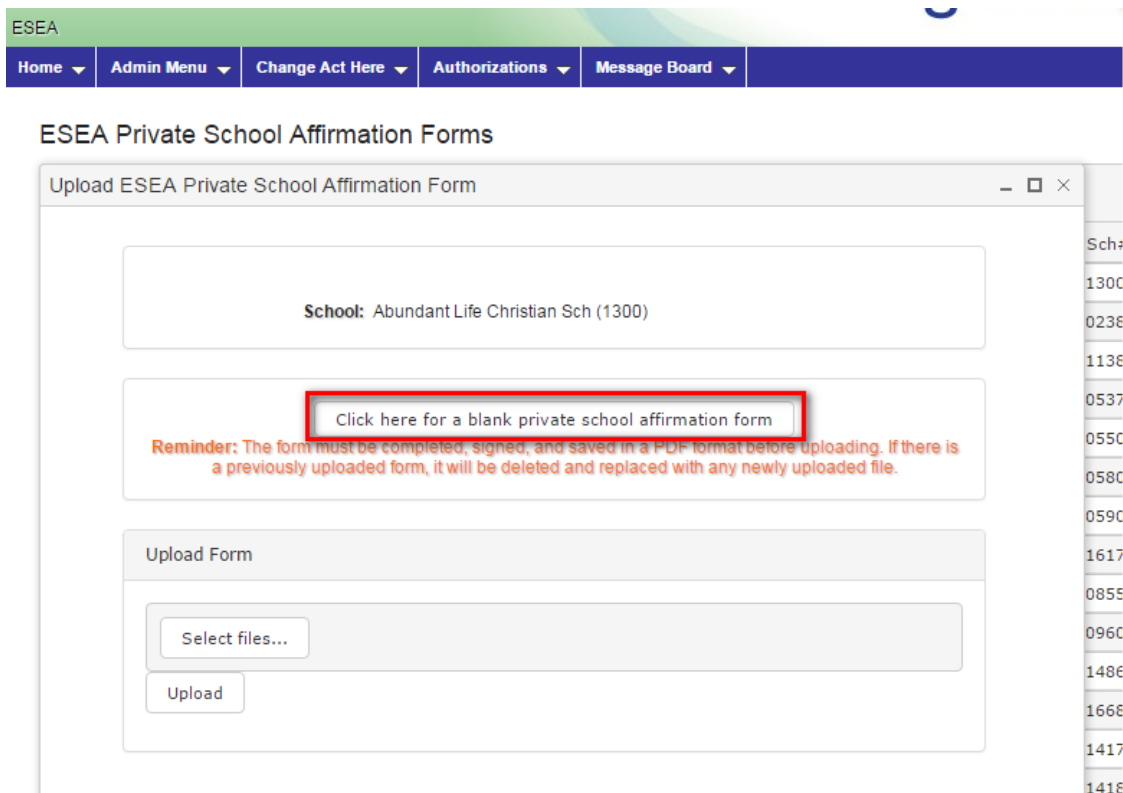 ESEA
Home
Admin Menu
Change Act Here
Authorizations
Message Board
ESEA Private School Affirmation Forms
Upload ESEA Private School Affirmation Form
School: Abundant Life Christian Sch (1300)
Click here for a blank private school affirmation form
Reminder: The form must be completed, signed, and saved in a PDF format before uploading. If there is
a previously uploaded form, it will be deleted and replaced with any newly uploaded file.
Upload Form
Select files...
Upload
Sch#
1300
0238
1138
0537
0550
0580
0590
1617
0855
0960
1486
1668
1417
1418